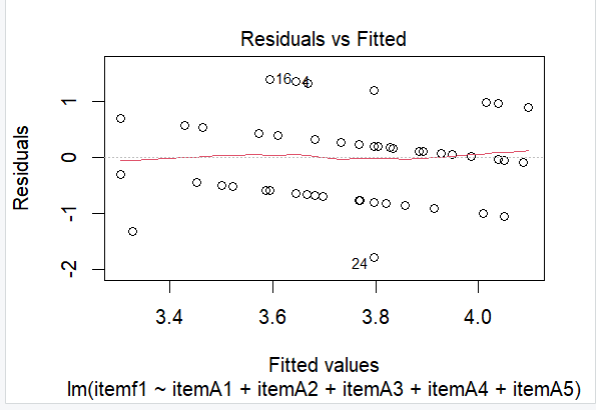 Residuals vs Fitted
16
4
24
Residuals
1
0
-1
-2
3.4 3.6 3.8 4.0
Fitted values
lm(itemf1 ~ itemA1 + itemA2 + itemA3 + itemA4 + itemA5)